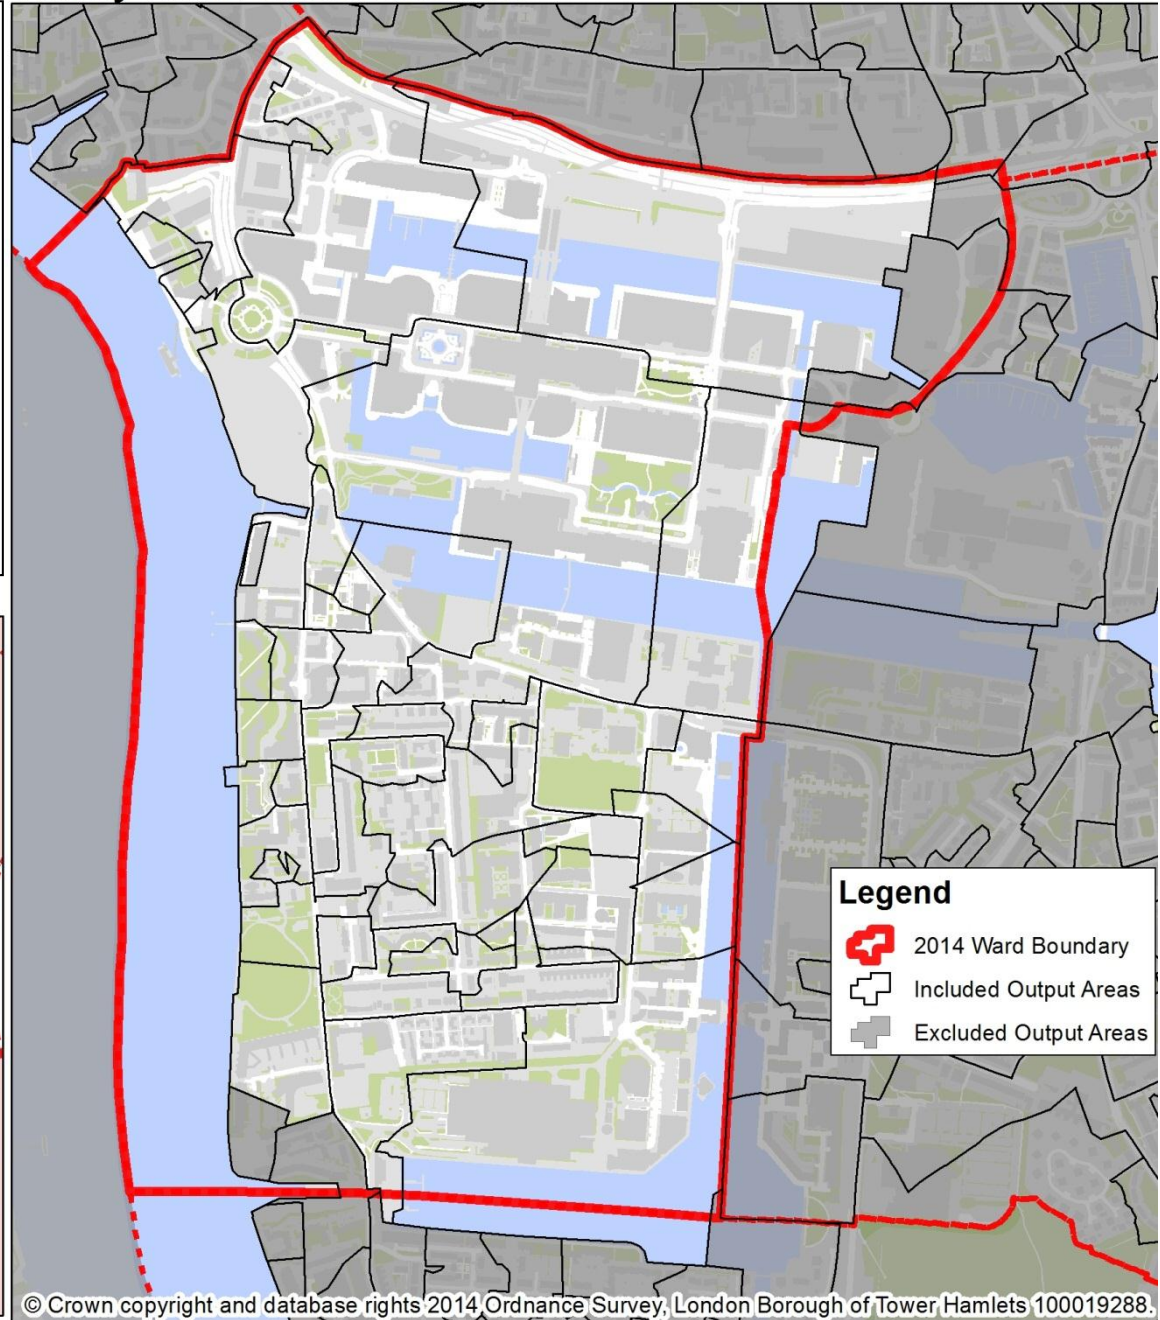 Legend
2014 Ward Boundary
Included Output Areas
Excluded Output Areas
© Crown copyright and database rights 2014 Ordnance Survey, London Borough of Tower Hamlets 100019288.